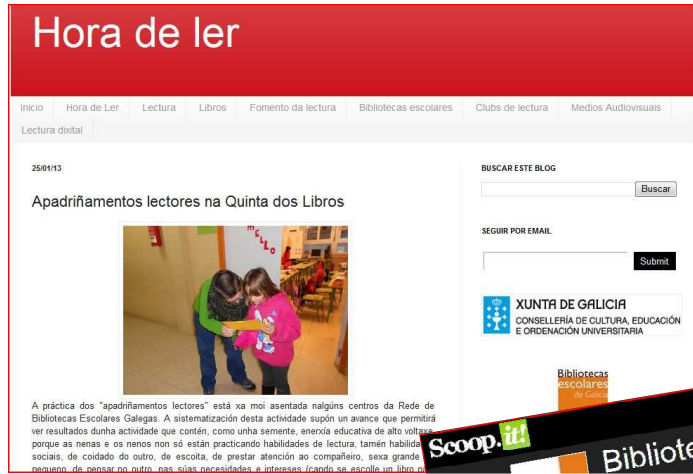 Hora de ler
Inicio Hora de Ler Lectura Libros Fomento da lectura Bibliotecas escolares Clubs de lectura Medios Audiovisuais
Lectura dixital
25/01/13
Apadriñamentos lectores na Quinta dos Libros
A práctica dos "apadriñamentos lectores" está xa moi asentada nalgúns centros da Rede de
Bibliotecas Escolares Galegas. A sistematización desta actividade supón un avance que permitirá
ver resultados dunha actividade que contén, como unha semente, enerxía educativa de alto voltaxe,
porque as nenas e os nenos non só están practicando habilidades de lectura, tamén
sociais, de coidado do outro, de escoita, de prestar atención ao compañeiro, sexa grande
pequeno, de pensar no outro, nas súas necesidades e intereses (cando se escolle un libro
BUSCAR ESTE BLOG
Buscar
SEGUIR POR EMAIL
Submit
XUNTA DE GALICIA
CONSELLERÍA DE CULTURA, EDUCACIÓN
E ORDENACIÓN UNIVERSITARIA
Bibliotecas
escolares
de Galicia
Scoop.it!